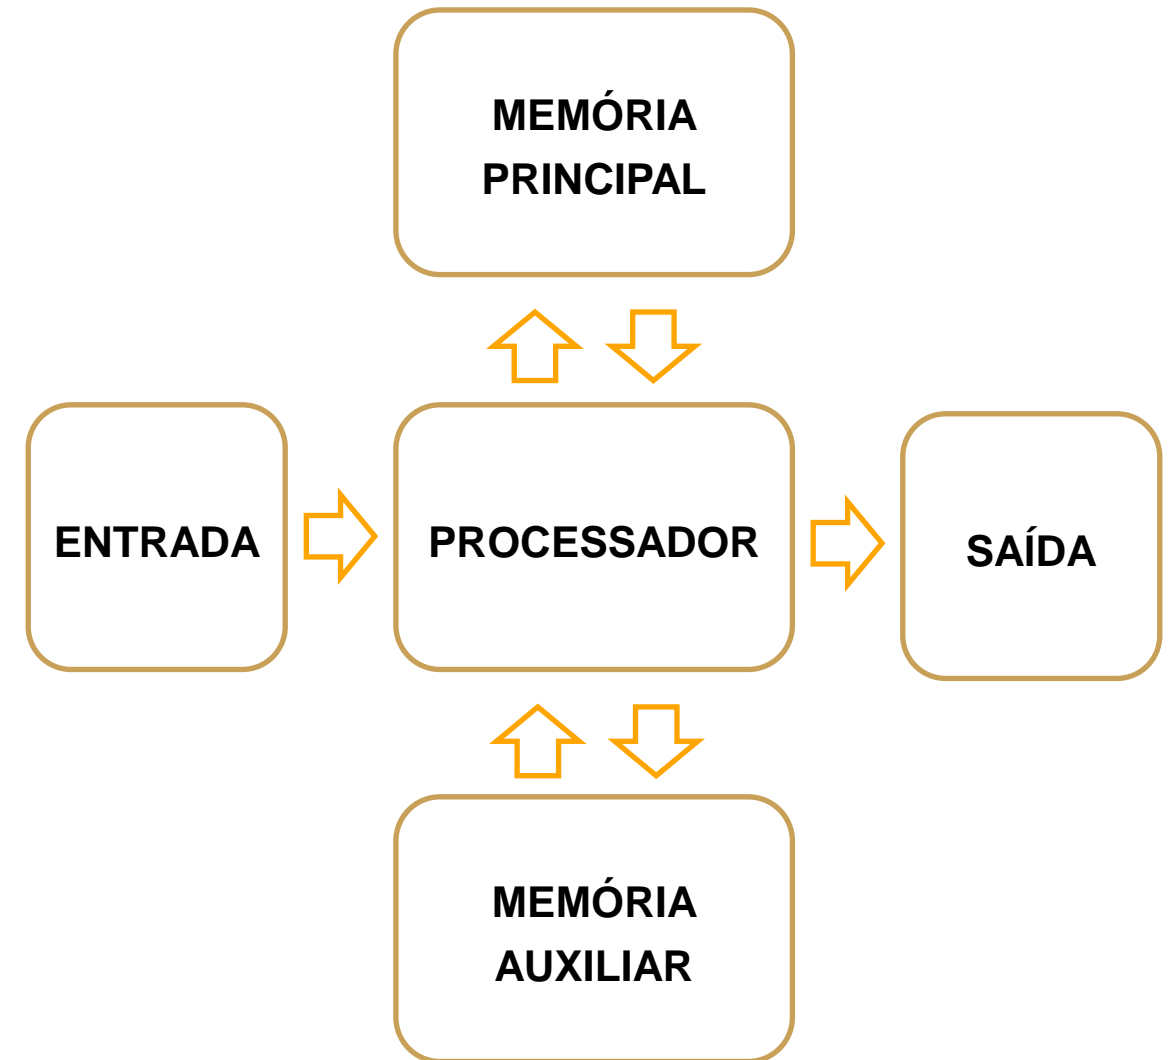 MEMÓRIA
PRINCIPAL
ENTRADA
PROCESSADOR
SAÍDA
MEMÓRIA
AUXILIAR